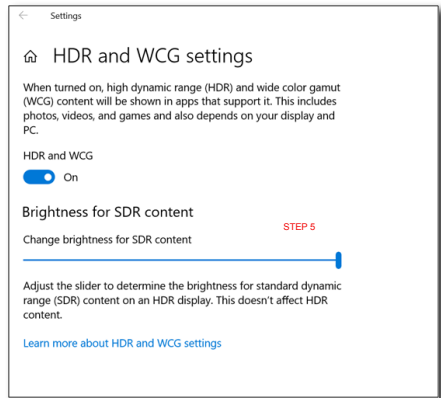 Settings
HDR and WCG settings
When turned on, high dynamic range (HDR) and wide color gamut
(WCG) content will be shown in apps that support it. This includes
photos, videos, and games and also depends on your display and
PC.
HDR and WCG
On
Brightness for SDR content
STEP 5
Change brightness for SDR content
Adjust the slider to determine the brightness for standard dynamic
range (SDR) content on an HDR display. This doesn't affect HDR
content.
Learn more about HDR and WCG settings